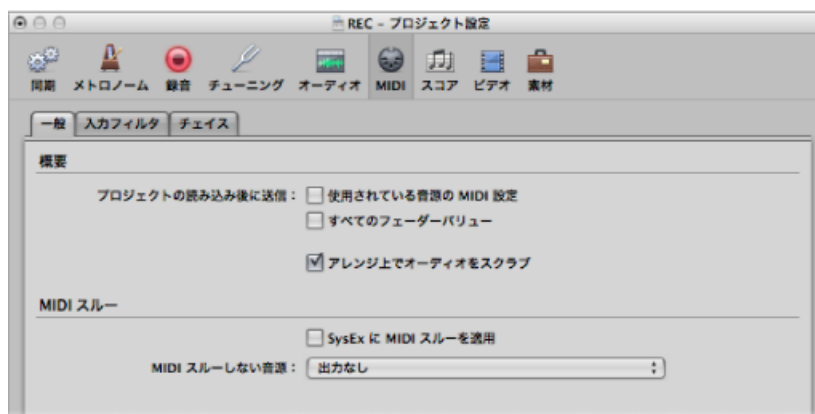 REC - プロジェクト設定
同期 メトロノーム 録音 チューニング オーディオ MIDI スコア ビデオ 素材
一般 入力フィルタ チェイス
概要
プロジェクトの読み込み後に送信： 使用されている音源の MIDI 設定
すべてのフェーダーバリュー
アレンジ上でオーディオをスクラブ
MIDI スルー
SysEx に MIDI スルーを適用
MIDI スルーしない音源： 出力なし